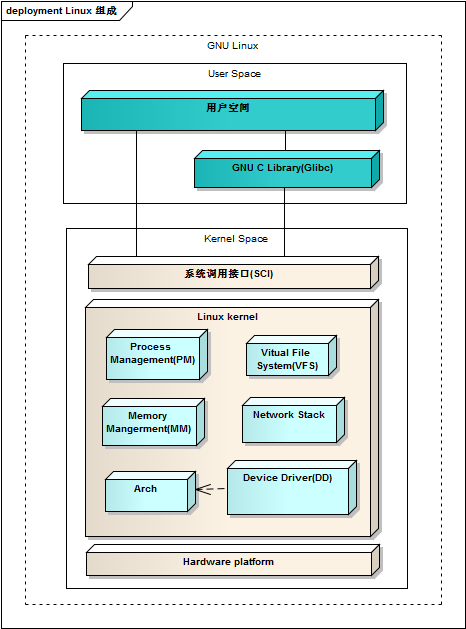 deployment Linux 组成
GNU Linux
User Space
用户空间
GNU C Library(Glibc)
Kernel Space
系统调用接口(SCI)
Linux kernel
Process
Management(PM)
Vitual File
System(VFS)
Memory
Mangerment(MM)
Network Stack
Arch
Device Driver(DD)
Hardware platform